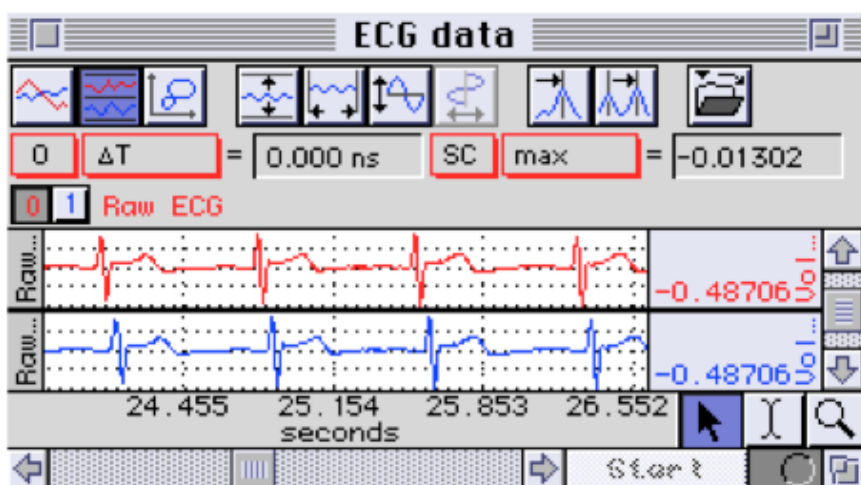 ECG data
0 ΔT = 0.000 ns SC max = -0.01302
0 1 Raw ECG
Raw...
-0.48706
Raw...
-0.48706
24.455 25.154 25.853 26.552
seconds
Start